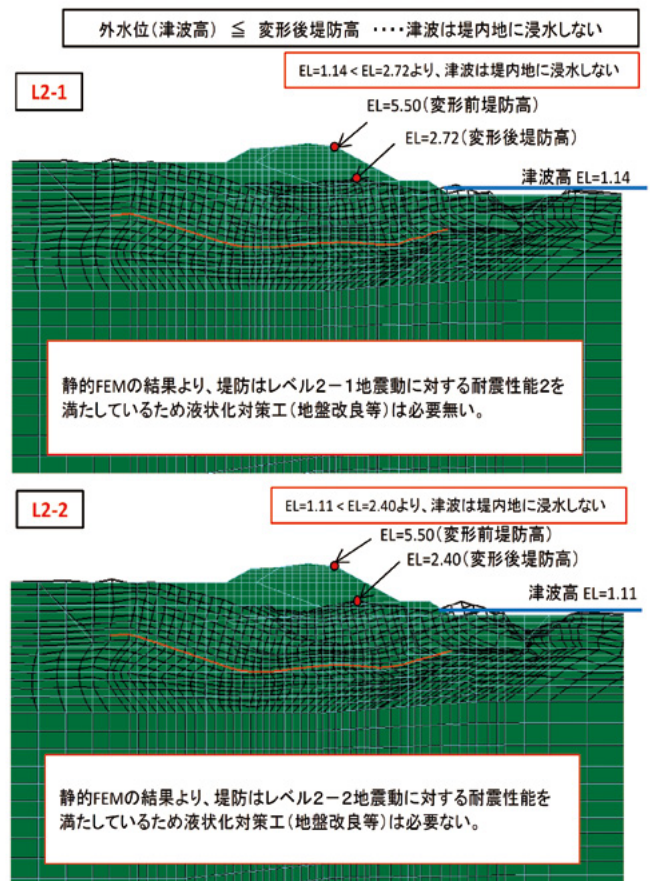 外水位(津波高) ≦ 変形後堤防高 ‥‥津波は堤内地に浸水しない
EL=1.14<EL=2.72より、津波は堤内地に浸水しない
L2-1
EL=5.50(変形前堤防高)
EL=2.72(変形後堤防高)
津波高 EL=1.14
静的FEMの結果より、堤防はレベル2-1地震動に対する耐震性能2を
満たしているため液状化対策工(地盤改良等)は必要無い。
L2-2
EL=1.11<EL=2.40より、津波は堤内地に浸水しない
EL=5.50(変形前堤防高)
EL=2.40(変形後堤防高)
津波高 EL=1.11
静的FEMの結果より、堤防はレベル2-2地震動に対する耐震性能を
満たしているため液状化対策工(地盤改良等)は必要ない。